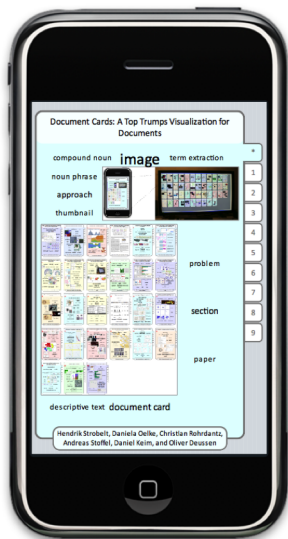 Document Cards: A Top Trumps Visualization for
Documents
compound noun image term extraction
noun phrase
approach
thumbnail
*
1
2
3
4
5
6
7
8
9
problem
section
paper
descriptive text document card
Hendrik Strobelt, Daniela Oelke, Christian Rohrdantz,
Andreas Stoffel, Daniel Keim, and Oliver Deussen